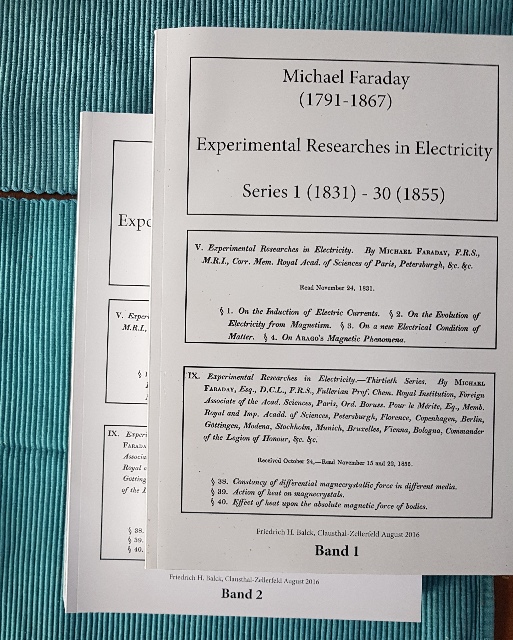 Michael Faraday
(1791-1867)
Experimental Researches in Electricity
Series 1 (1831) - 30 (1855)
V. Experimental Researches in Electricity. By MICHAEL FARADAY, F.R.S.,
M.R.I., Corr. Mem. Royal Acad. of Sciences of Paris, Petersburgh, &c. &c.
Read November 24, 1831.
§ 1. On the Induction of Electric Currents. § 2. On the Evolution of
Electricity from Magnetism. § 3. On a new Electrical Condition of
Matter. § 4. On ARAGO's Magnetic Phenomena.
IX. Experimental Researches in Electricity.—Thirtieth Series. By MICHAEL
FARADAY, Esq., D.C.L., F.R.S., Fullerian Prof. Chem. Royal Institution, Foreign
Associate of the Acad. Sciences, Paris, Ord. Boruss. Pour le Mérite, Eq., Memb.
Royal and Imp. Acadd. of Sciences, Petersburgh, Florence, Copenhagen, Berlin,
Göttingen, Modena, Stockholm, Munich, Bruxelles, Vienna, Bologna, Commander
of the Legion of Honour, &c. &c.
Received October 24,—Read November 15 and 22, 1855.
§ 38. Constancy of differential magnecrystallic force in different media.
§ 39. Action of heat on magnecrystals.
§ 40. Effect of heat upon the absolute magnetic force of bodies.
Friedrich H. Balck, Clausthal-Zellerfeld August 2016
Band 1
Expe
V. Exper
M.R.I.,
§ 1
IX. Experi
FARADA
Associa
Royal a
Götting
of the L
§ 38.
§ 39.
§ 40.
Friedrich H. Balck, Clausthal-Zellerfeld August 2016
Band 2